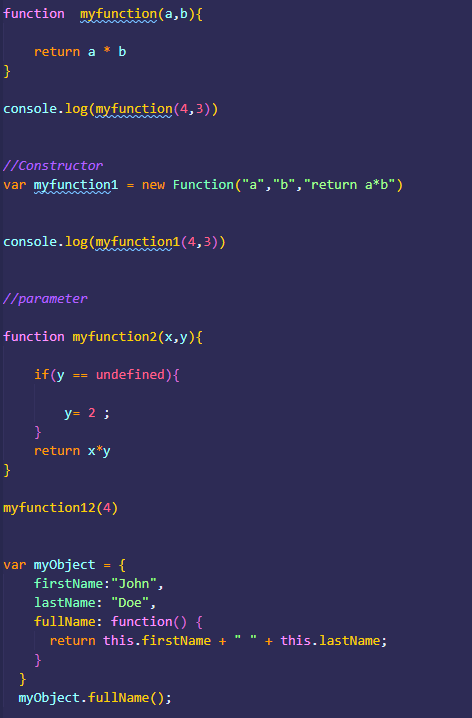 function  myfunction(a,b){
return a * b
}
console.log(myfunction(4,3))
//Constructor
var myfunction1 = new Function("a","b","return a*b")
console.log(myfunction1(4,3))
//parameter
function myfunction2(x,y){
if(y == undefined){
y= 2 ;
}
return x*y
}
myfunction12(4)
var myObject = {
firstName:"John",
lastName: "Doe",
fullName: function() {
return this.firstName + " " + this.lastName;
}
}
myObject.fullName();